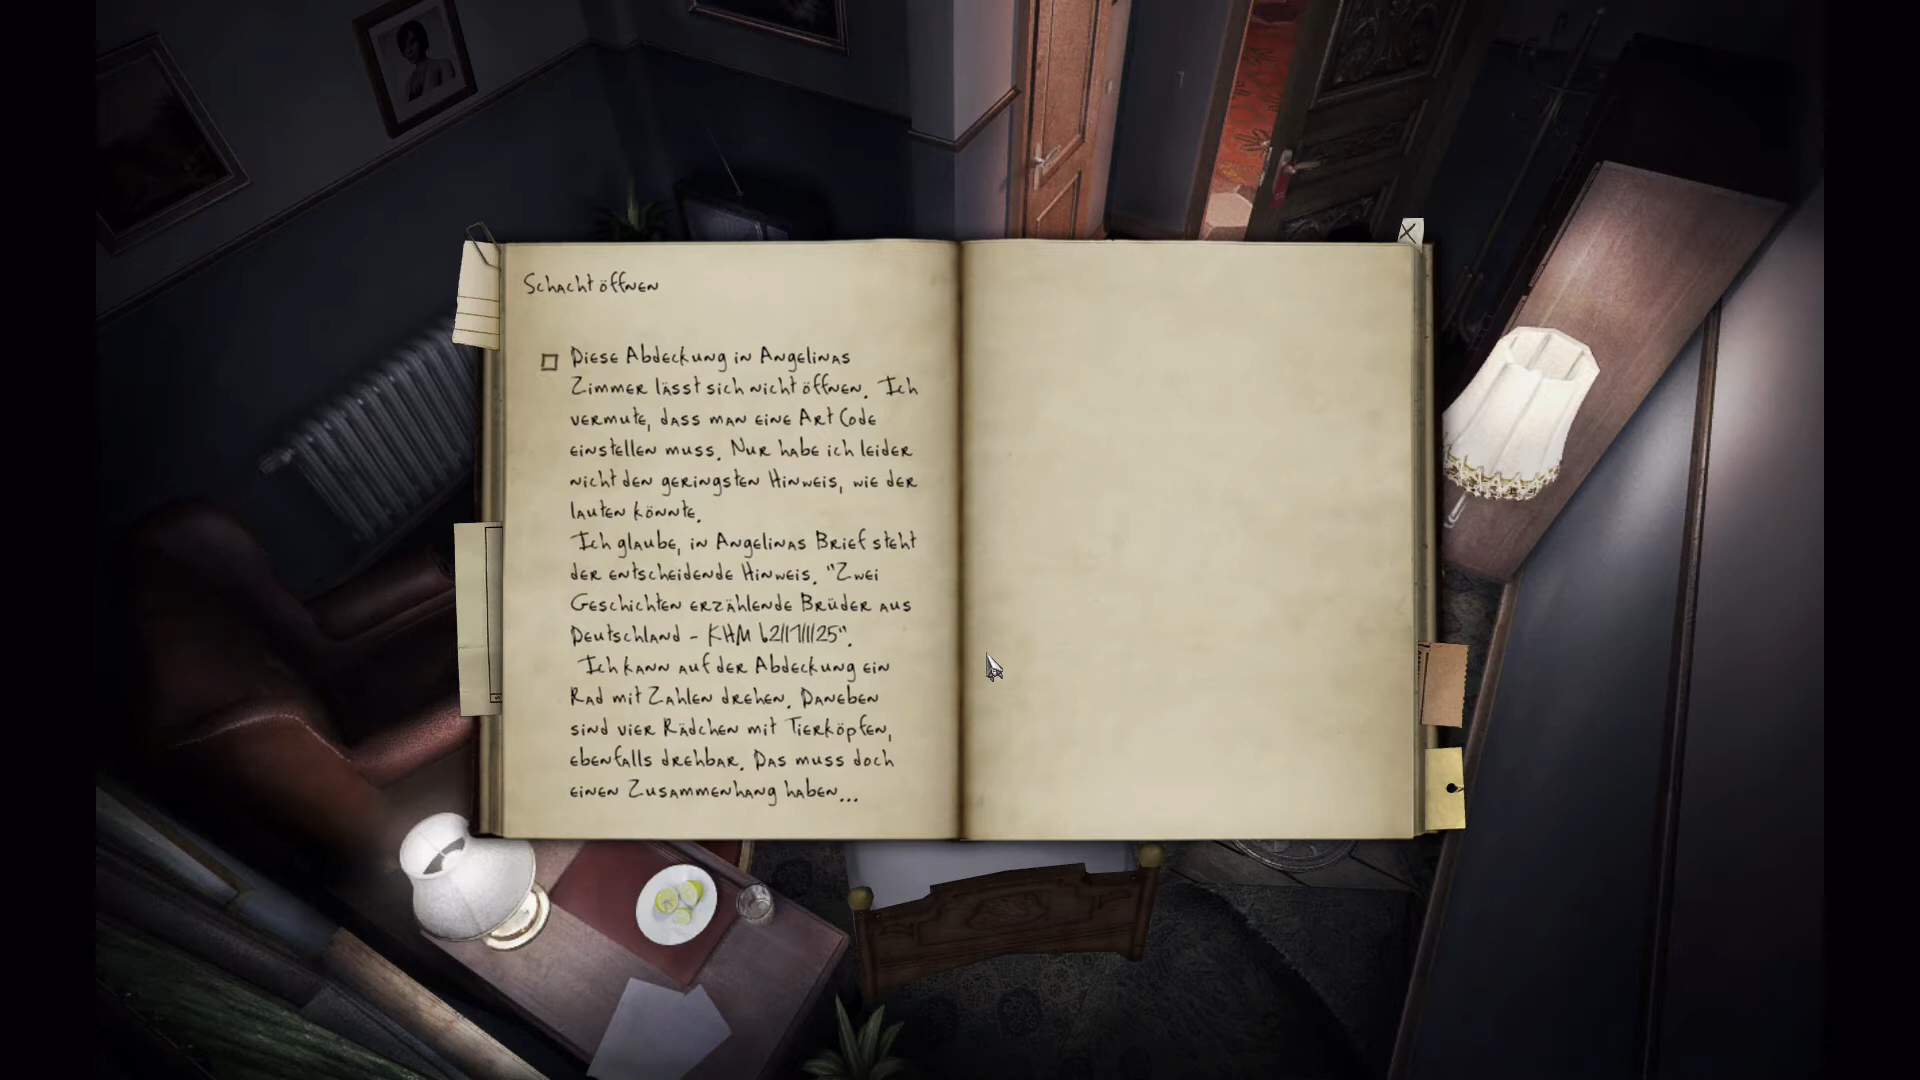 Schacht öffnen
Diese Abdeckung in Angelinas
Zimmer lässt sich nicht öffnen. Ich
vermute, dass man eine Art Code
einstellen muss. Nur habe ich leider
nicht den geringsten Hinweis, wie der
lauten könnte.
Ich glaube, in Angelinas Brief steht
der entscheidende Hinweis. "Zwei
Geschichten erzählende Brüder aus
Deutschland - KHM 62/17/1/25".
Ich kann auf der Abdeckung ein
Rad mit Zahlen drehen. Daneben
sind vier Rädchen mit Tierköpfen,
ebenfalls drehbar. Das muss doch
einen Zusammenhang haben...